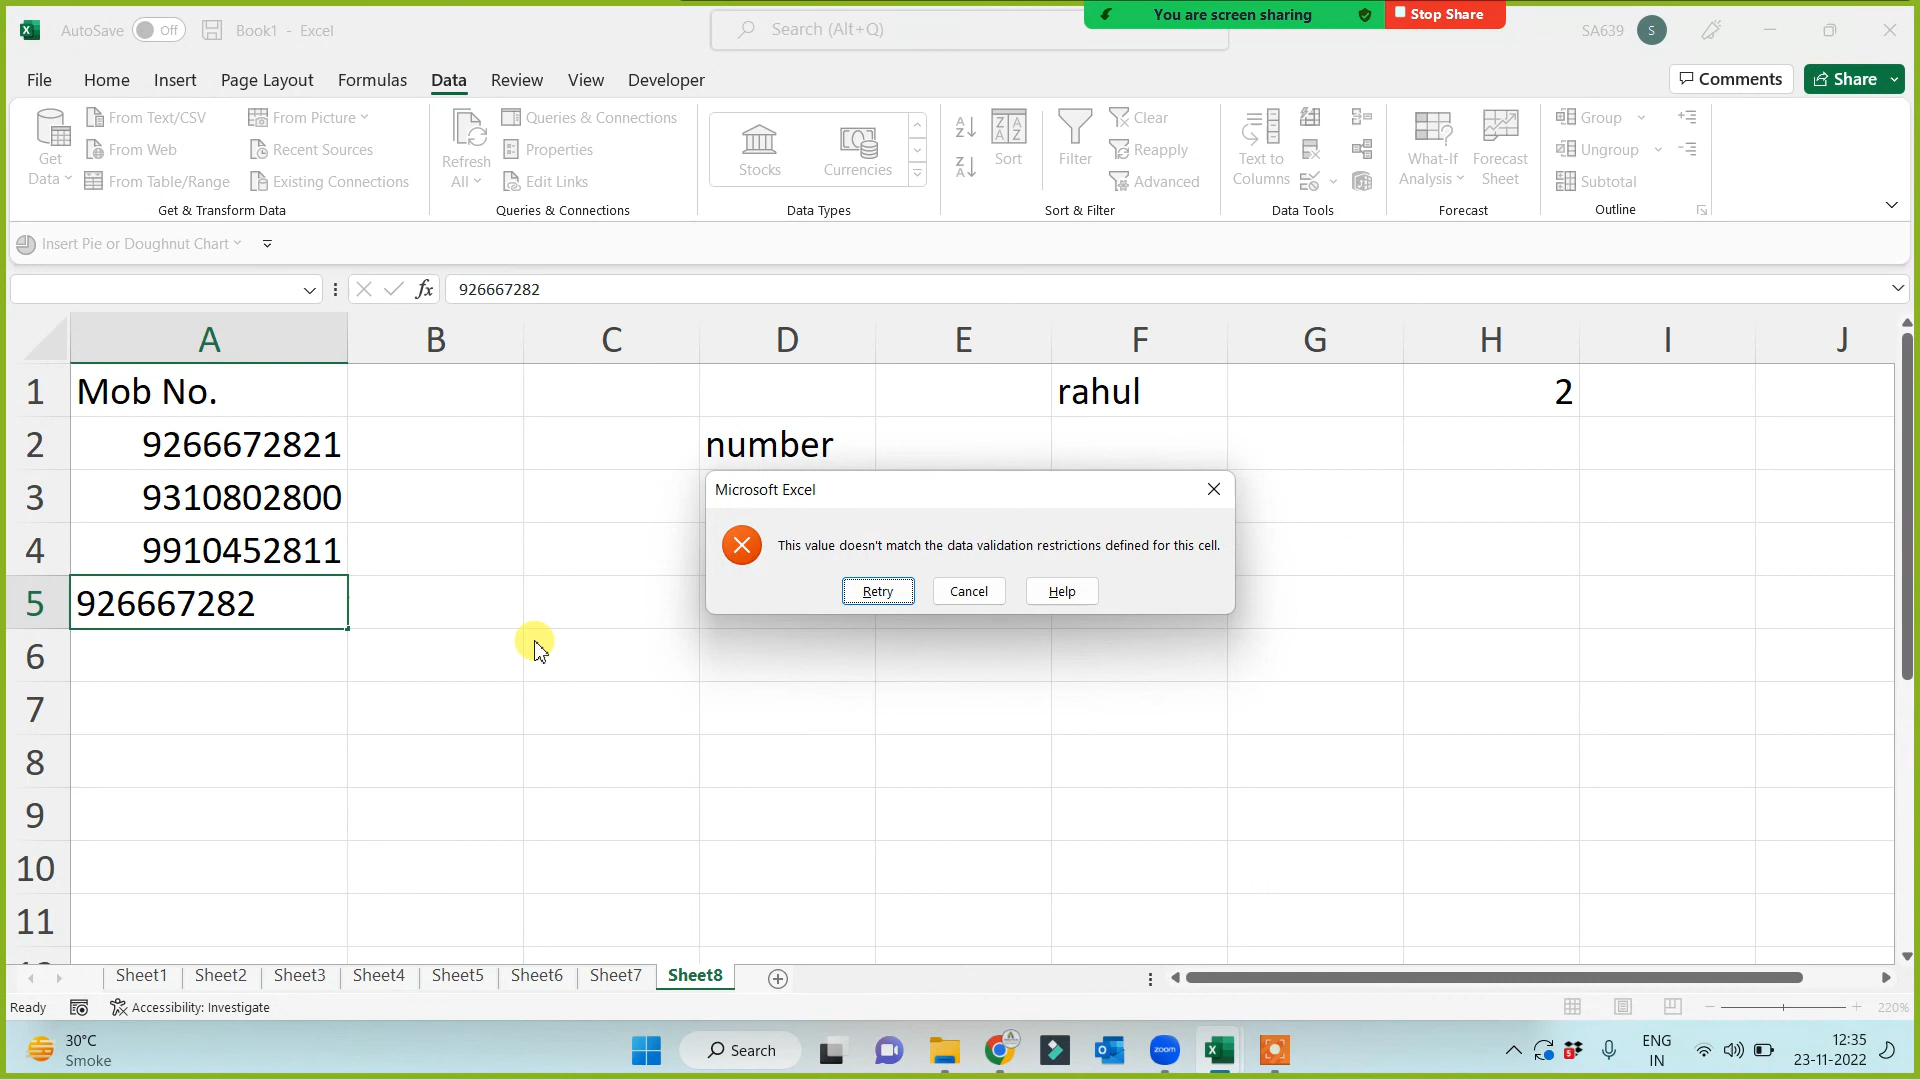 You are screen sharing
Stop Share
AutoSave Off Book1 - Excel
Search (Alt+Q)
SA639 S
File Home Insert Page Layout Formulas Data Review View Developer
Comments Share
Get Data
From Text/CSV
From Web
From Table/Range
From Picture
Recent Sources
Existing Connections
Get & Transform Data
Refresh All
Queries & Connections
Properties
Edit Links
Queries & Connections
Stocks
Currencies
Data Types
A Z
Z A
Z A A Z
Sort
Filter
Clear
Reapply
Advanced
Sort & Filter
Text to Columns
Data Tools
What-If Analysis
Forecast Sheet
Forecast
Group
Ungroup
Subtotal
Outline
Insert Pie or Doughnut Chart
fx 926667282
A B C D E F G H I J
1 Mob No. rahul 2
2 9266672821 number
3 9310802800
4 9910452811
5 926667282
6
7
8
9
10
11
Microsoft Excel
This value doesn't match the data validation restrictions defined for this cell.
Retry Cancel Help
Sheet1 Sheet2 Sheet3 Sheet4 Sheet5 Sheet6 Sheet7 Sheet8
Ready Accessibility: Investigate 220%
30°C
Smoke
Search
zoom
ENG
IN
12:35
23-11-2022